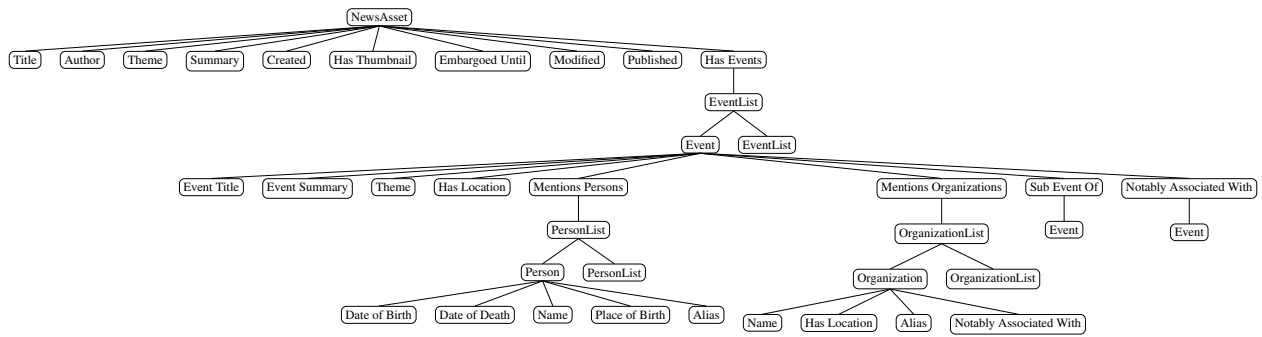 NewsAsset
Title Author Theme Summary Created Has Thumbnail Embargoed Until Modified Published Has Events
EventList
Event EventList
Event Title Event Summary Theme Has Location Mentions Persons Mentions Organizations Sub Event Of Notably Associated With
PersonList OrganizationList Event Event
Person PersonList Organization OrganizationList
Date of Birth Date of Death Name Place of Birth Alias Name Has Location Alias Notably Associated With